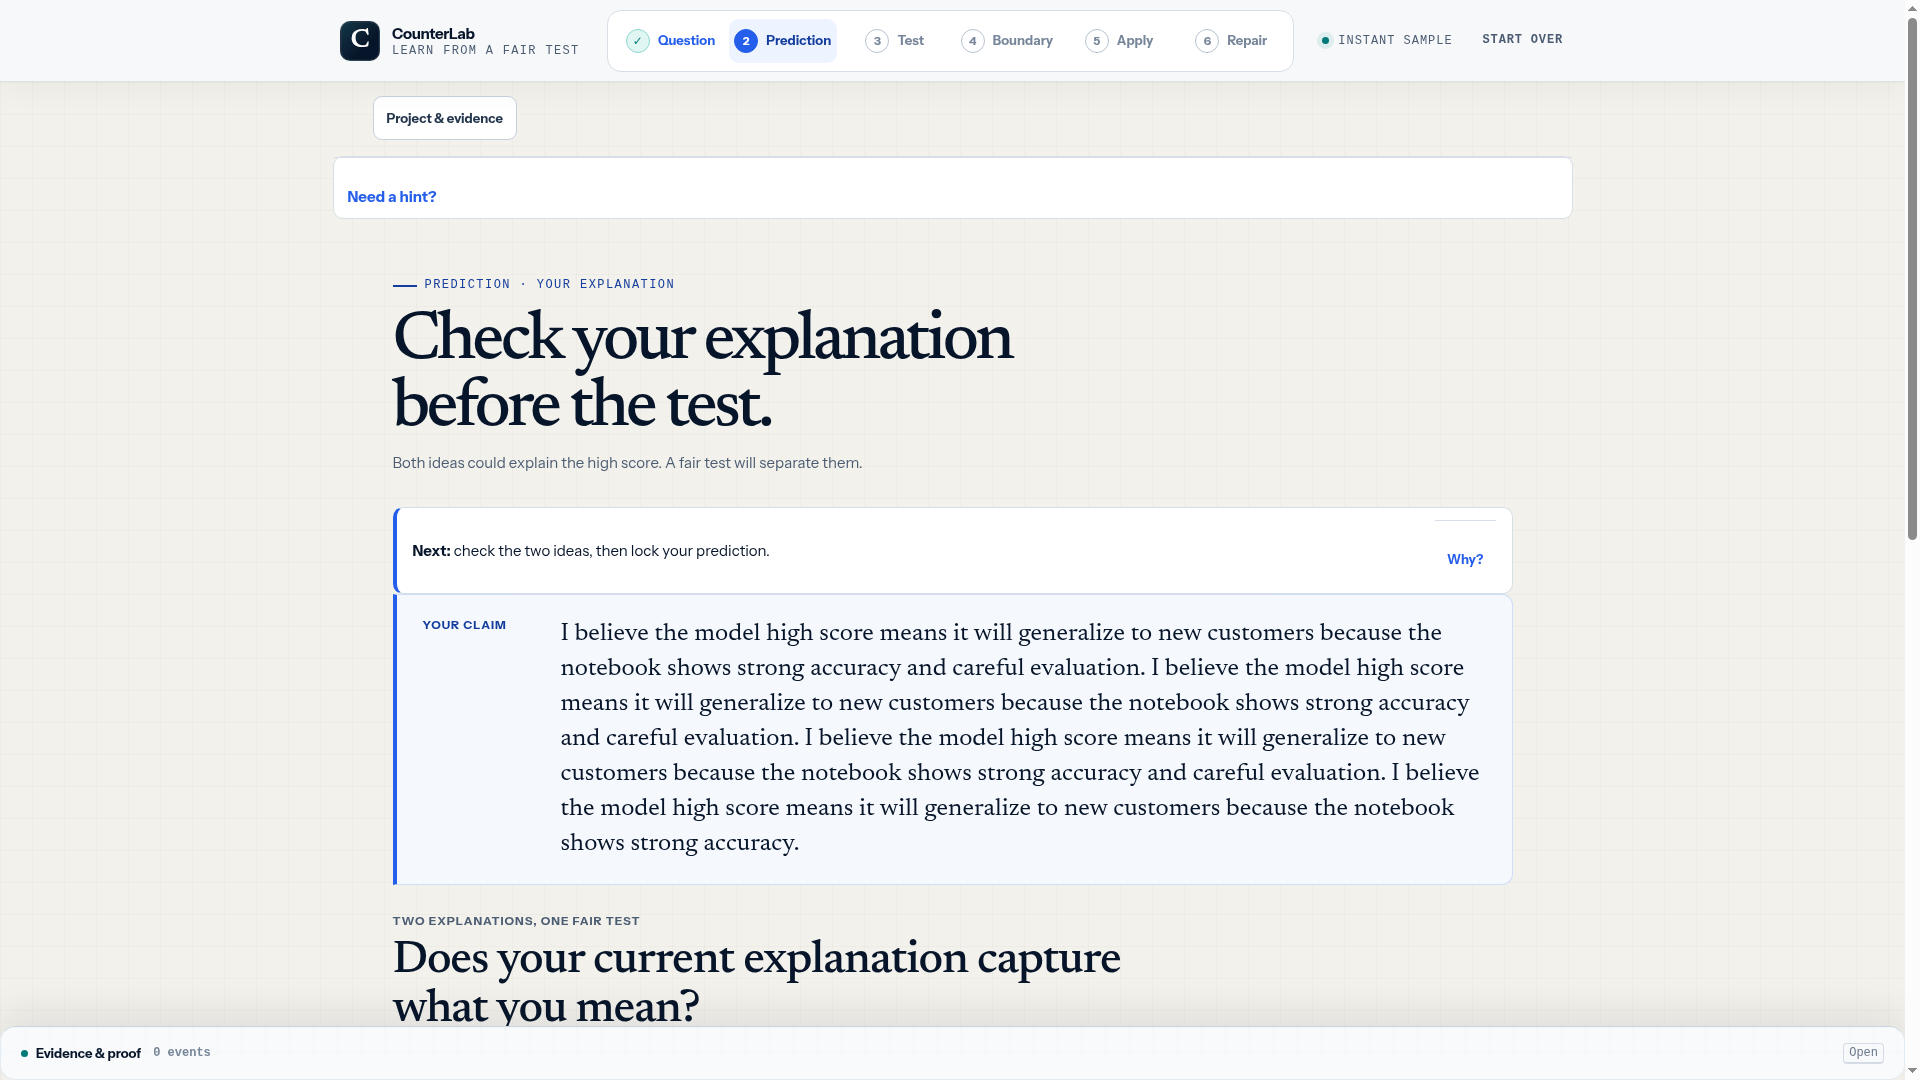 C
CounterLab
LEARN FROM A FAIR TEST
✓ Question
2 Prediction
3 Test
4 Boundary
5 Apply
6 Repair
INSTANT SAMPLE
START OVER
Project & evidence
Need a hint?
PREDICTION · YOUR EXPLANATION
Check your explanation
before the test.
Both ideas could explain the high score. A fair test will separate them.
Next: check the two ideas, then lock your prediction.
Why?
YOUR CLAIM
I believe the model high score means it will generalize to new customers because the
notebook shows strong accuracy and careful evaluation. I believe the model high score
means it will generalize to new customers because the notebook shows strong accuracy
and careful evaluation. I believe the model high score means it will generalize to new
customers because the notebook shows strong accuracy and careful evaluation. I believe
the model high score means it will generalize to new customers because the notebook
shows strong accuracy.
TWO EXPLANATIONS, ONE FAIR TEST
Does your current explanation capture
what you mean?
Evidence & proof
0 events
Open